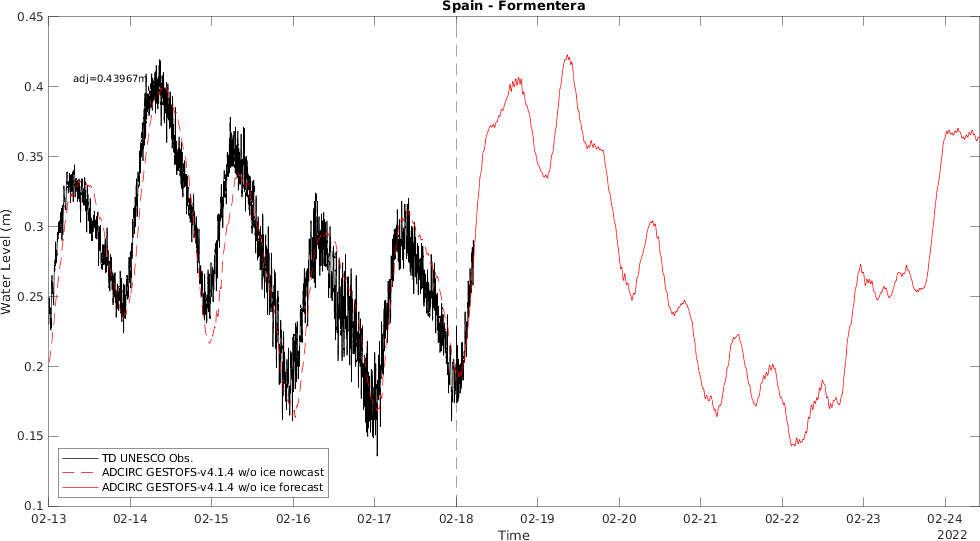 Spain - Formentera
0.45
0.4
0.35
0.3
0.25
0.2
0.15
0.1
Water Level (m)
adj=0.43967m
TD UNESCO Obs.
ADCIRC GESTOFS-v4.1.4 w/o ice nowcast
ADCIRC GESTOFS-v4.1.4 w/o ice forecast
02-13 02-14 02-15 02-16 02-17 02-18 02-19 02-20 02-21 02-22 02-23 02-24
Time
2022